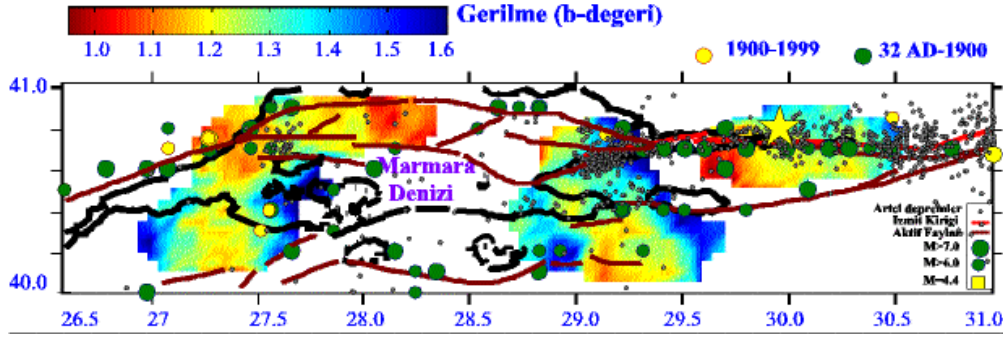 Gerilme (b-degeri)
1.0 1.1 1.2 1.3 1.4 1.5 1.6
1900-1999 32 AD-1900
41.0
Marmara
Denizi
Artci depremler
Izmit Kirigi
Aktif Faylar
M>7.0
M>6.0
M=4.4
40.0
26.5 27 27.5 28.0 28.5 29.0 29.5 30.0 30.5 31.0